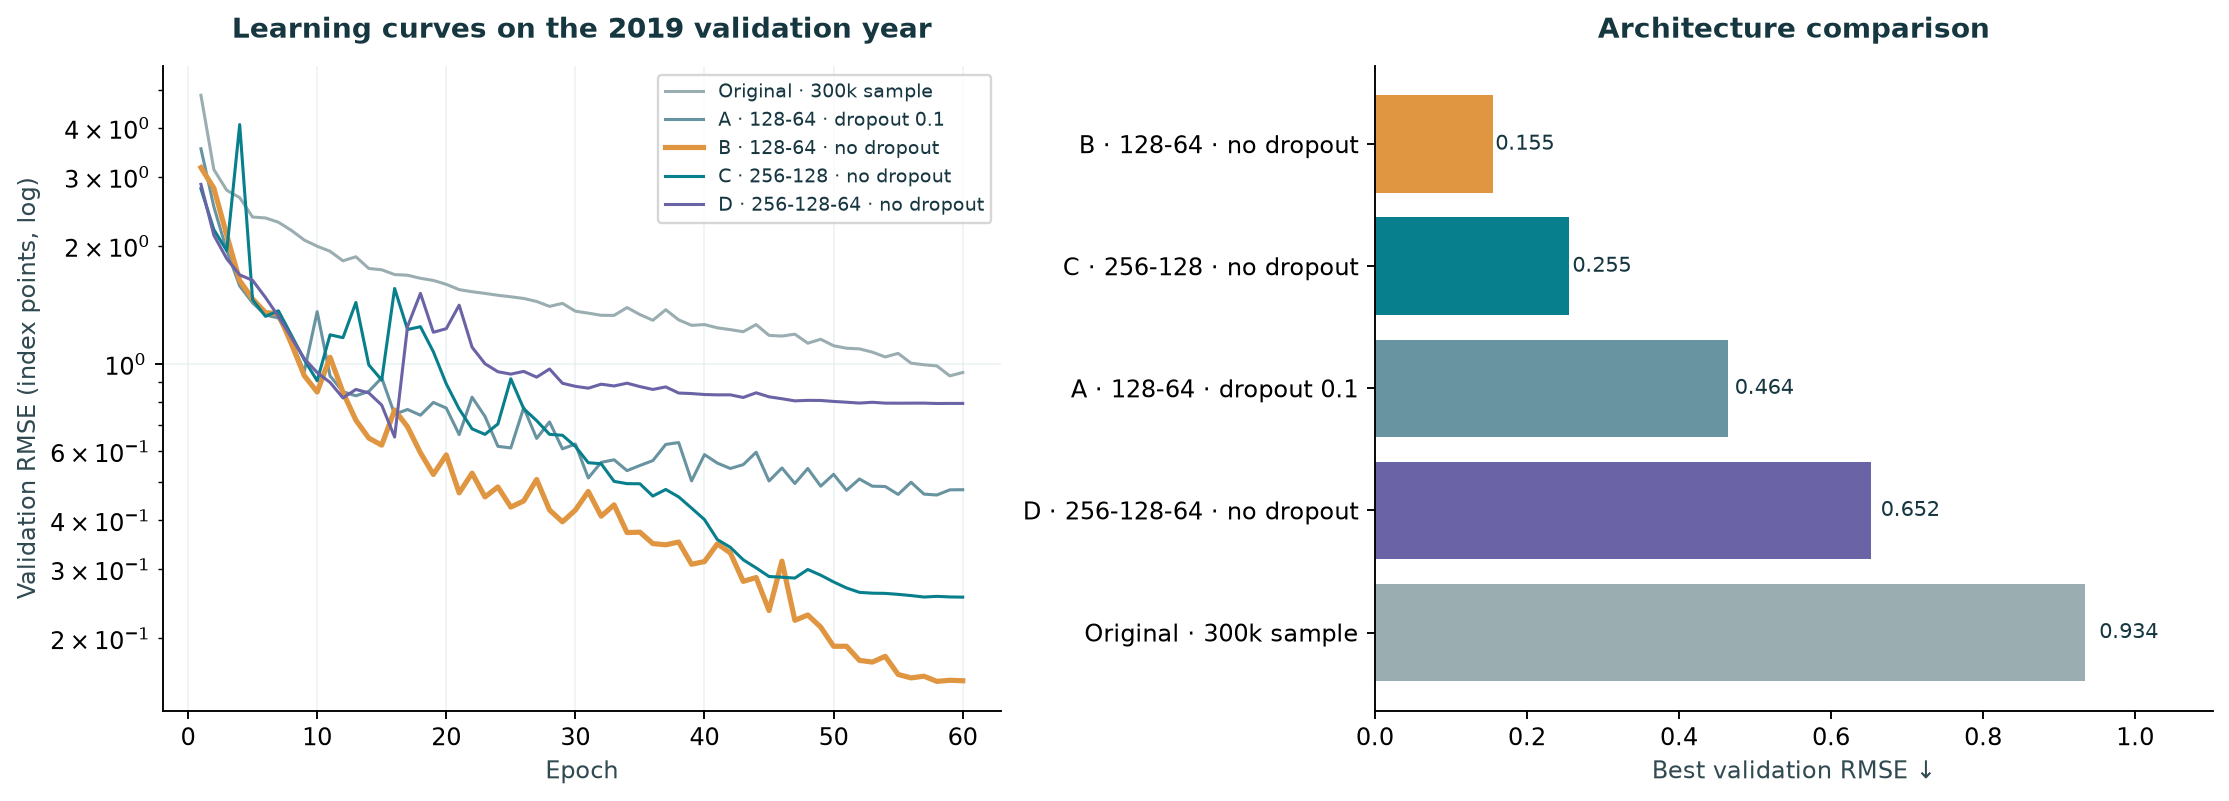 Learning curves on the 2019 validation year
Validation RMSE (index points, log)
4 × 10⁰
3 × 10⁰
2 × 10⁰
10⁰
6 × 10⁻¹
4 × 10⁻¹
3 × 10⁻¹
2 × 10⁻¹
Original · 300k sample
A · 128-64 · dropout 0.1
B · 128-64 · no dropout
C · 256-128 · no dropout
D · 256-128-64 · no dropout
0 10 20 30 40 50 60
Epoch
Architecture comparison
B · 128-64 · no dropout 0.155
C · 256-128 · no dropout 0.255
A · 128-64 · dropout 0.1 0.464
D · 256-128-64 · no dropout 0.652
Original · 300k sample 0.934
0.0 0.2 0.4 0.6 0.8 1.0
Best validation RMSE ↓